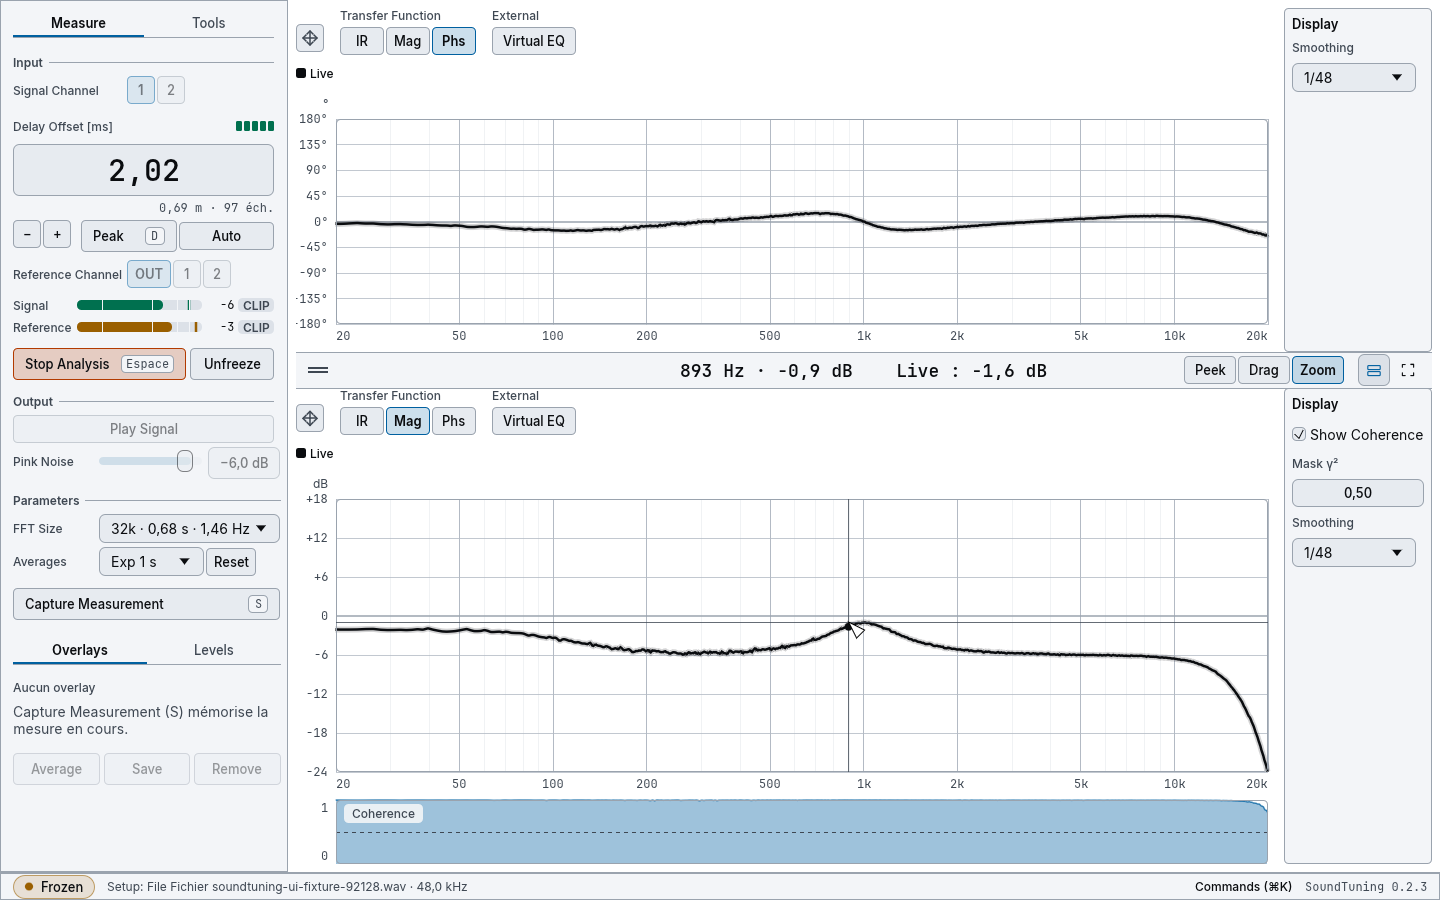 Measure Tools
Input
Signal Channel 1 2
Delay Offset [ms]
2,02
0,69 m · 97 éch.
− + Peak D Auto
Reference Channel OUT 1 2
Signal -6 CLIP
Reference -3 CLIP
Stop Analysis Espace Unfreeze
Output
Play Signal
Pink Noise −6,0 dB
Parameters
FFT Size 32k · 0,68 s · 1,46 Hz
Averages Exp 1 s Reset
Capture Measurement S
Overlays Levels
Aucun overlay
Capture Measurement (S) mémorise la
mesure en cours.
Average Save Remove
Transfer Function External
IR Mag Phs Virtual EQ
Live
°
180°
135°
90°
45°
0°
-45°
-90°
-135°
-180°
20 50 100 200 500 1k 2k 5k 10k 20k
Display
Smoothing
1/48
893 Hz · -0,9 dB Live : -1,6 dB
Peek Drag Zoom
Transfer Function External
IR Mag Phs Virtual EQ
Live
dB
+18
+12
+6
0
-6
-12
-18
-24
20 50 100 200 500 1k 2k 5k 10k 20k
1
Coherence
0
Display
Show Coherence
Mask γ²
0,50
Smoothing
1/48
Frozen Setup: File Fichier soundtuning-ui-fixture-92128.wav · 48,0 kHz Commands (⌘K) SoundTuning 0.2.3